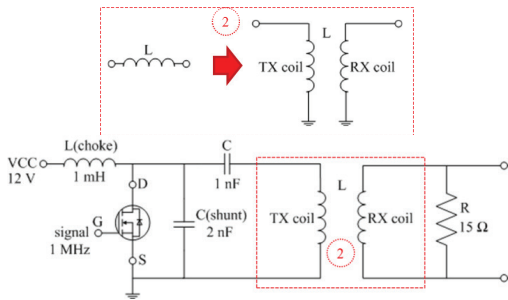 2
L
L
TX coil
RX coil
L(choke)
C
VCC
12 V
1 mH
1 nF
D
L
G
C(shunt)
2 nF
TX coil
RX coil
R
15 Ω
signal
1 MHz
S
2